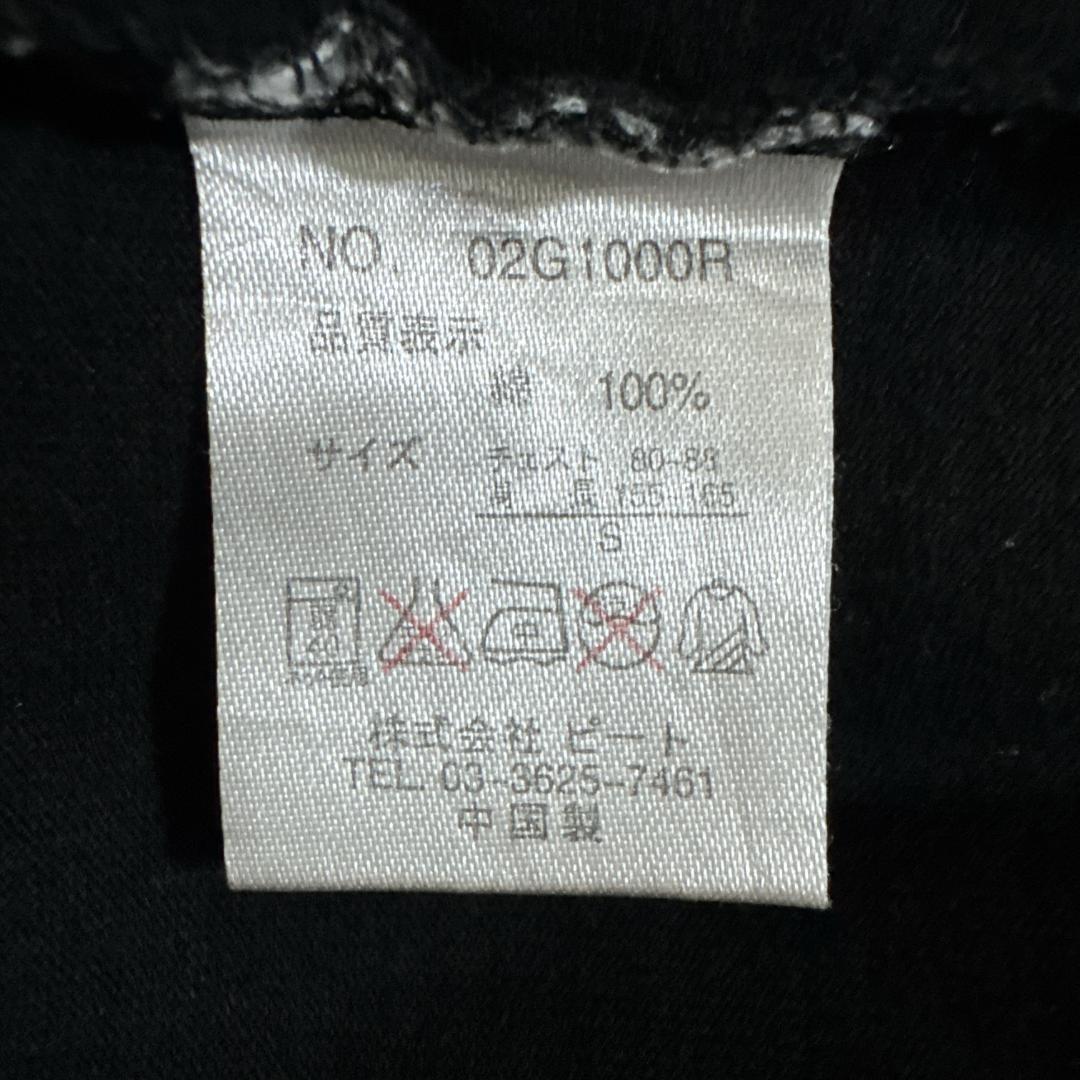 NO. 02G1000R
品質表示
綿 100%
サイズ チェスト 80-88
身 長 155-165
S
中
株式会社 ピート
TEL 03-3625-7461
中国製